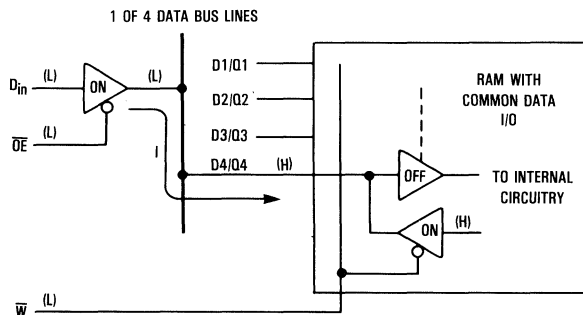 1 OF 4 DATA BUS LINES
D1/Q1
RAM WITH
COMMON DATA
I/O
Din (L) ON (L)
D2/Q2
OE (L)
D3/Q3
I
D4/Q4 (H)
OFF
TO INTERNAL
CIRCUITRY
ON (H)
W (L)